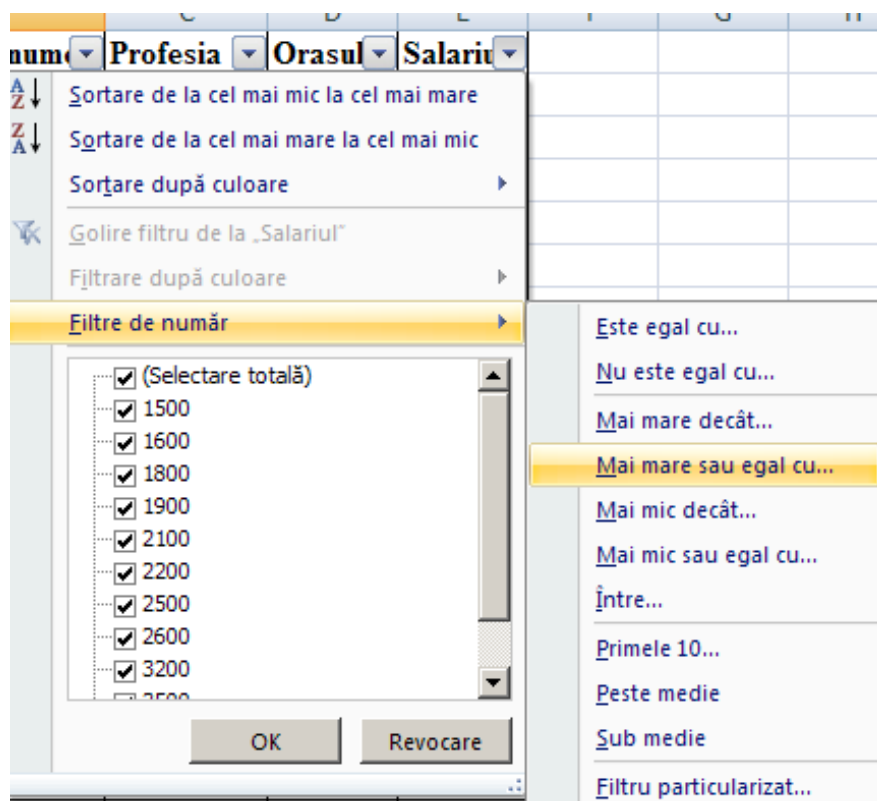 C D E F G H
nume Profesia Orasul Salariu
Sortare de la cel mai mic la cel mai mare
Sortare de la cel mai mare la cel mai mic
Sortare după culoare
Golire filtru de la „Salariul”
Filtrare după culoare
Filtre de număr
(Selectare totală)
1500
1600
1800
1900
2100
2200
2500
2600
3200
OK Revocare
Este egal cu...
Nu este egal cu...
Mai mare decât...
Mai mare sau egal cu...
Mai mic decât...
Mai mic sau egal cu...
Între...
Primele 10...
Peste medie
Sub medie
Filtru particularizat...